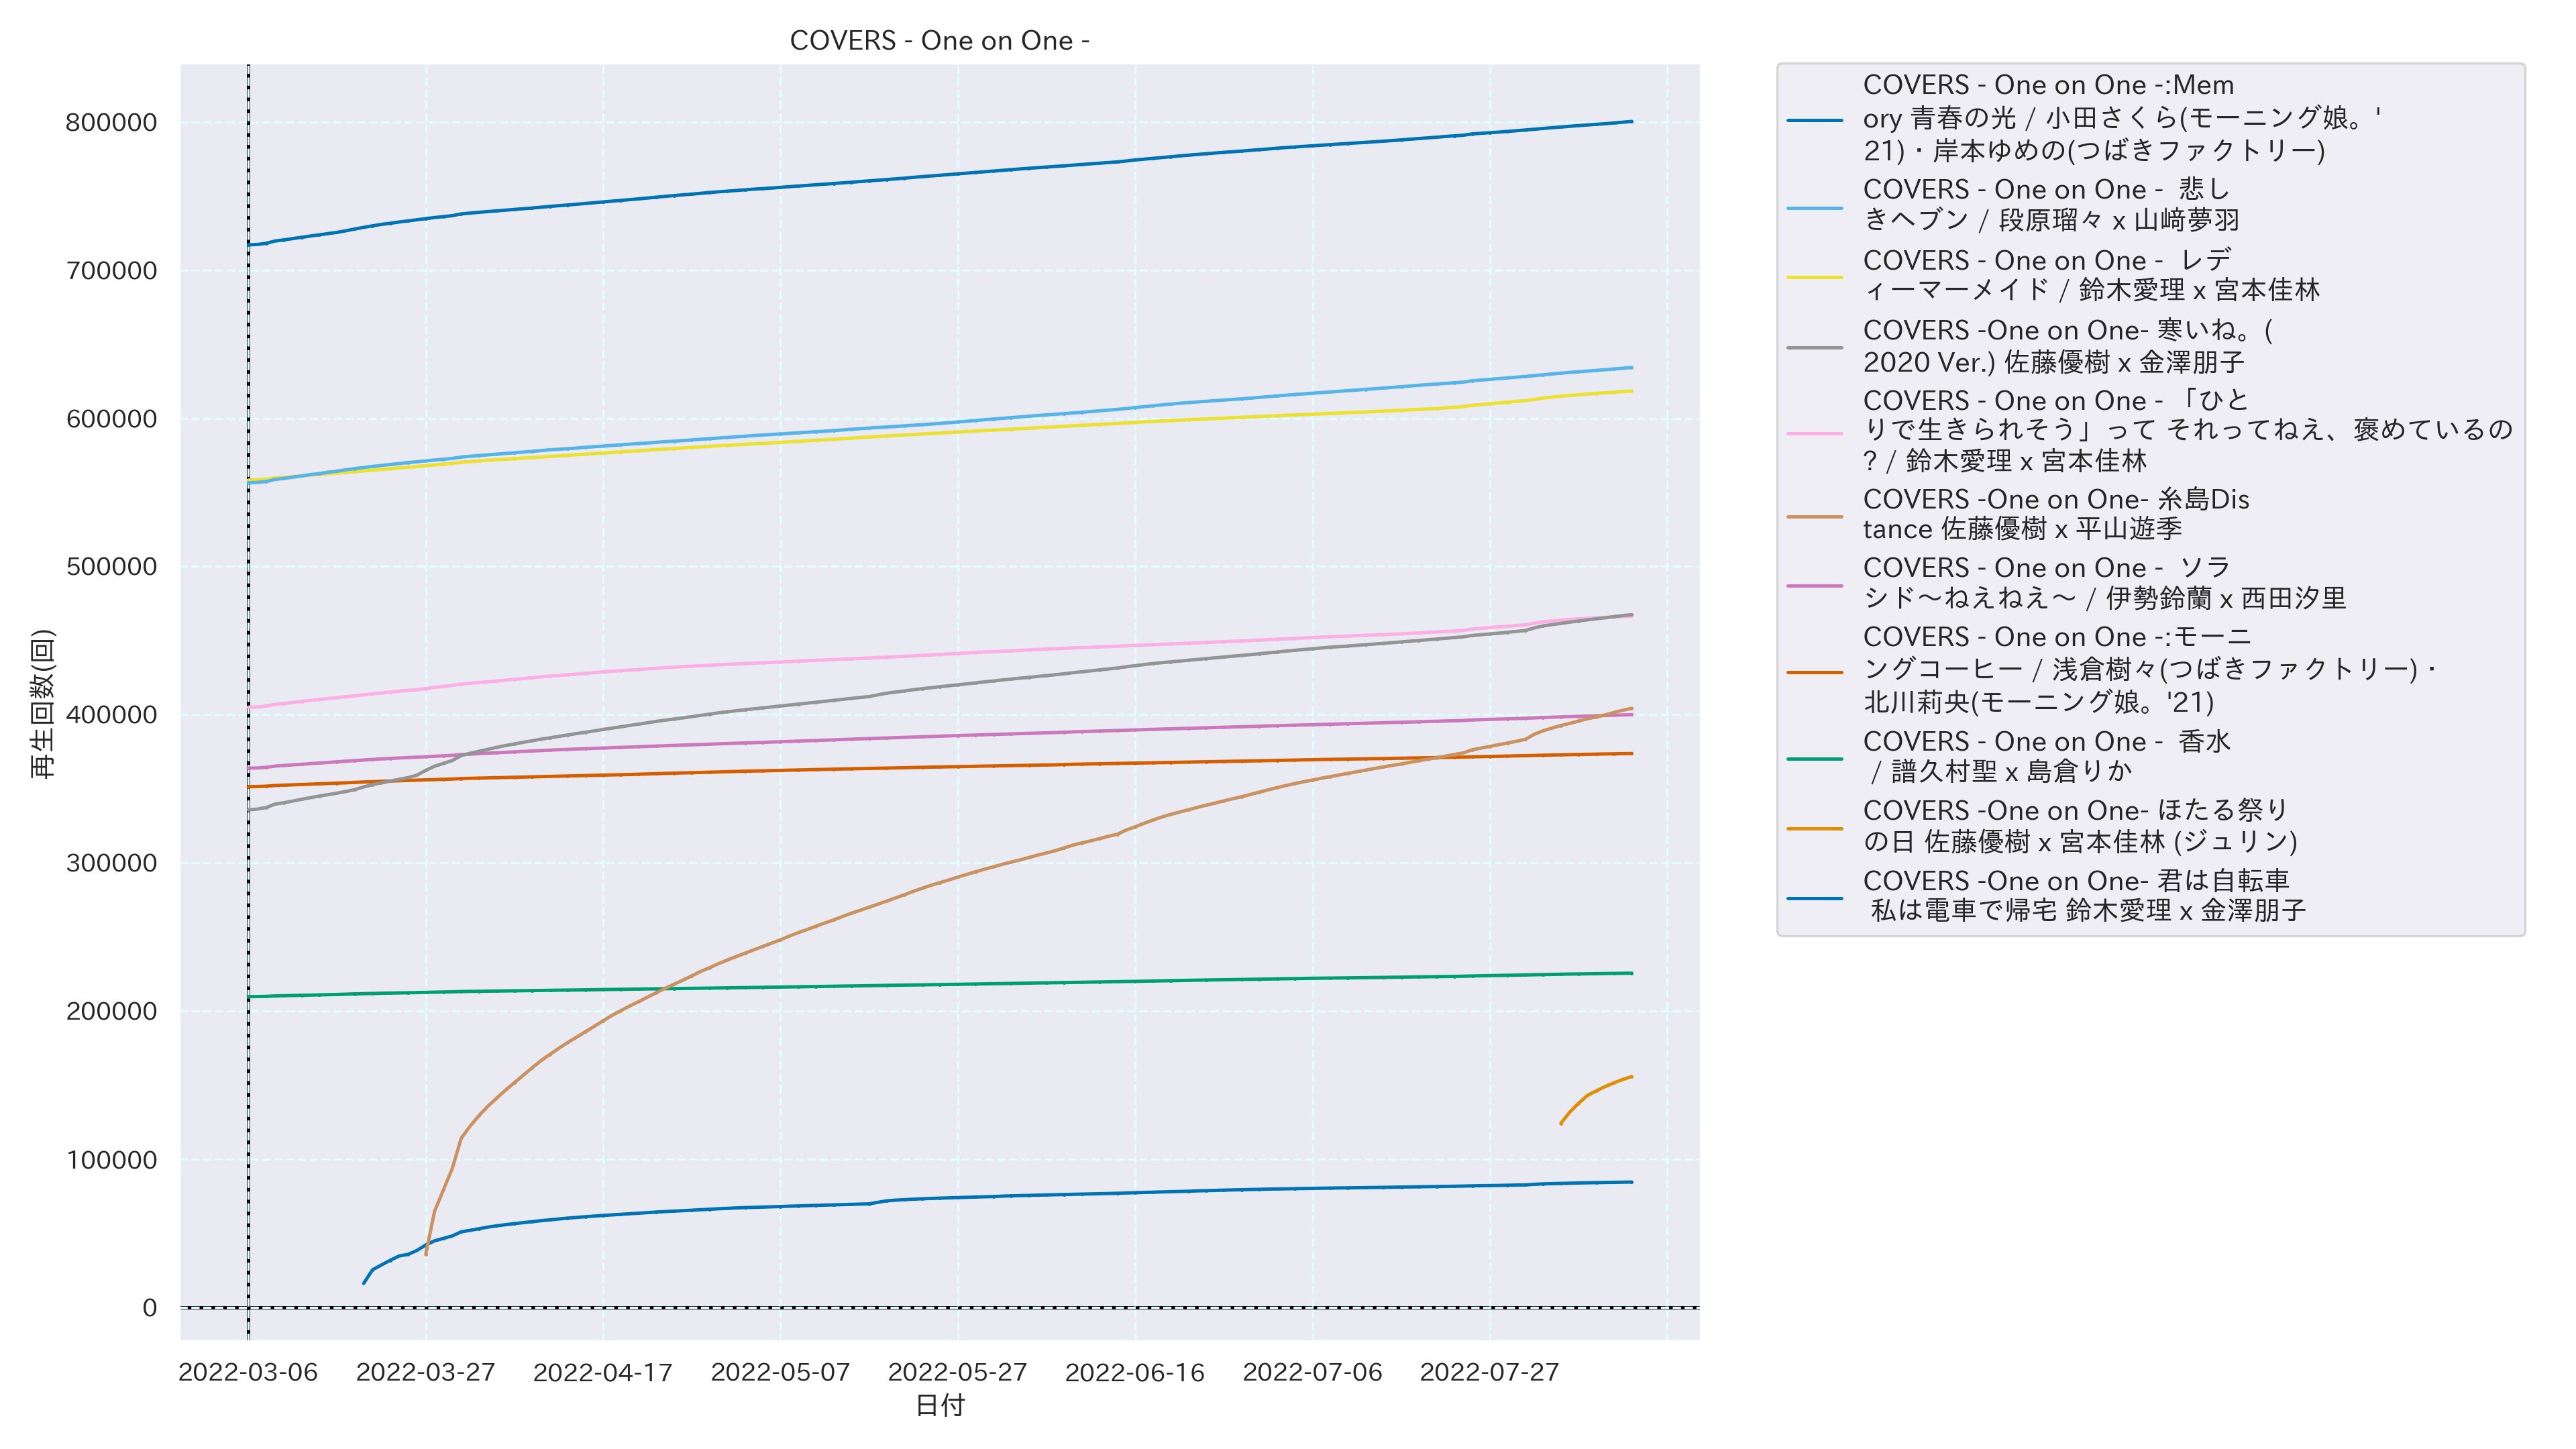 COVERS - One on One -
800000
700000
600000
500000
400000
300000
200000
100000
0
再生回数(回)
2022-03-06
2022-03-27
2022-04-17
2022-05-07
2022-05-27
2022-06-16
2022-07-06
2022-07-27
日付
COVERS - One on One -:Mem
ory 青春の光 / 小田さくら(モーニング娘。'
21)・岸本ゆめの(つばきファクトリー)
COVERS - One on One -  悲し
きヘブン / 段原瑠々 x 山﨑夢羽
COVERS - One on One -  レデ
ィーマーメイド / 鈴木愛理 x 宮本佳林
COVERS -One on One- 寒いね。(
2020 Ver.) 佐藤優樹 x 金澤朋子
COVERS - One on One - 「ひと
りで生きられそう」って それってねえ、褒めているの
? / 鈴木愛理 x 宮本佳林
COVERS -One on One- 糸島Dis
tance 佐藤優樹 x 平山遊季
COVERS - One on One -  ソラ
シド〜ねえねえ〜 / 伊勢鈴蘭 x 西田汐里
COVERS - One on One -:モーニ
ングコーヒー / 浅倉樹々(つばきファクトリー)・
北川莉央(モーニング娘。'21)
COVERS - One on One -  香水
/ 譜久村聖 x 島倉りか
COVERS -One on One- ほたる祭り
の日 佐藤優樹 x 宮本佳林 (ジュリン)
COVERS -One on One- 君は自転車
私は電車で帰宅 鈴木愛理 x 金澤朋子